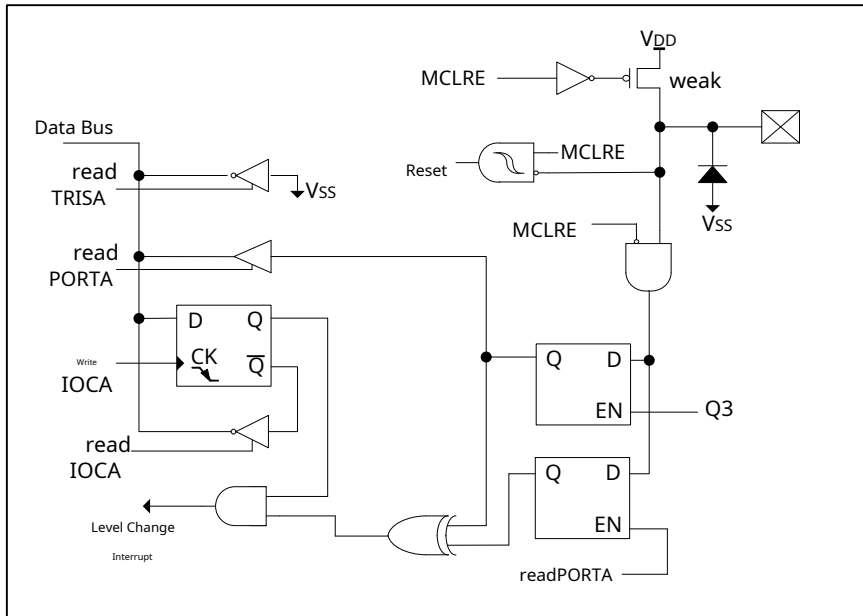 VDD
MCLRE
weak
Data Bus
read
TRISA
VSS
Reset
MCLRE
VSS
MCLRE
read
PORTA
D Q
Write
IOCA
CK
Q
Q D
EN
Q3
read
IOCA
Q D
EN
Level Change
Interrupt
readPORTA